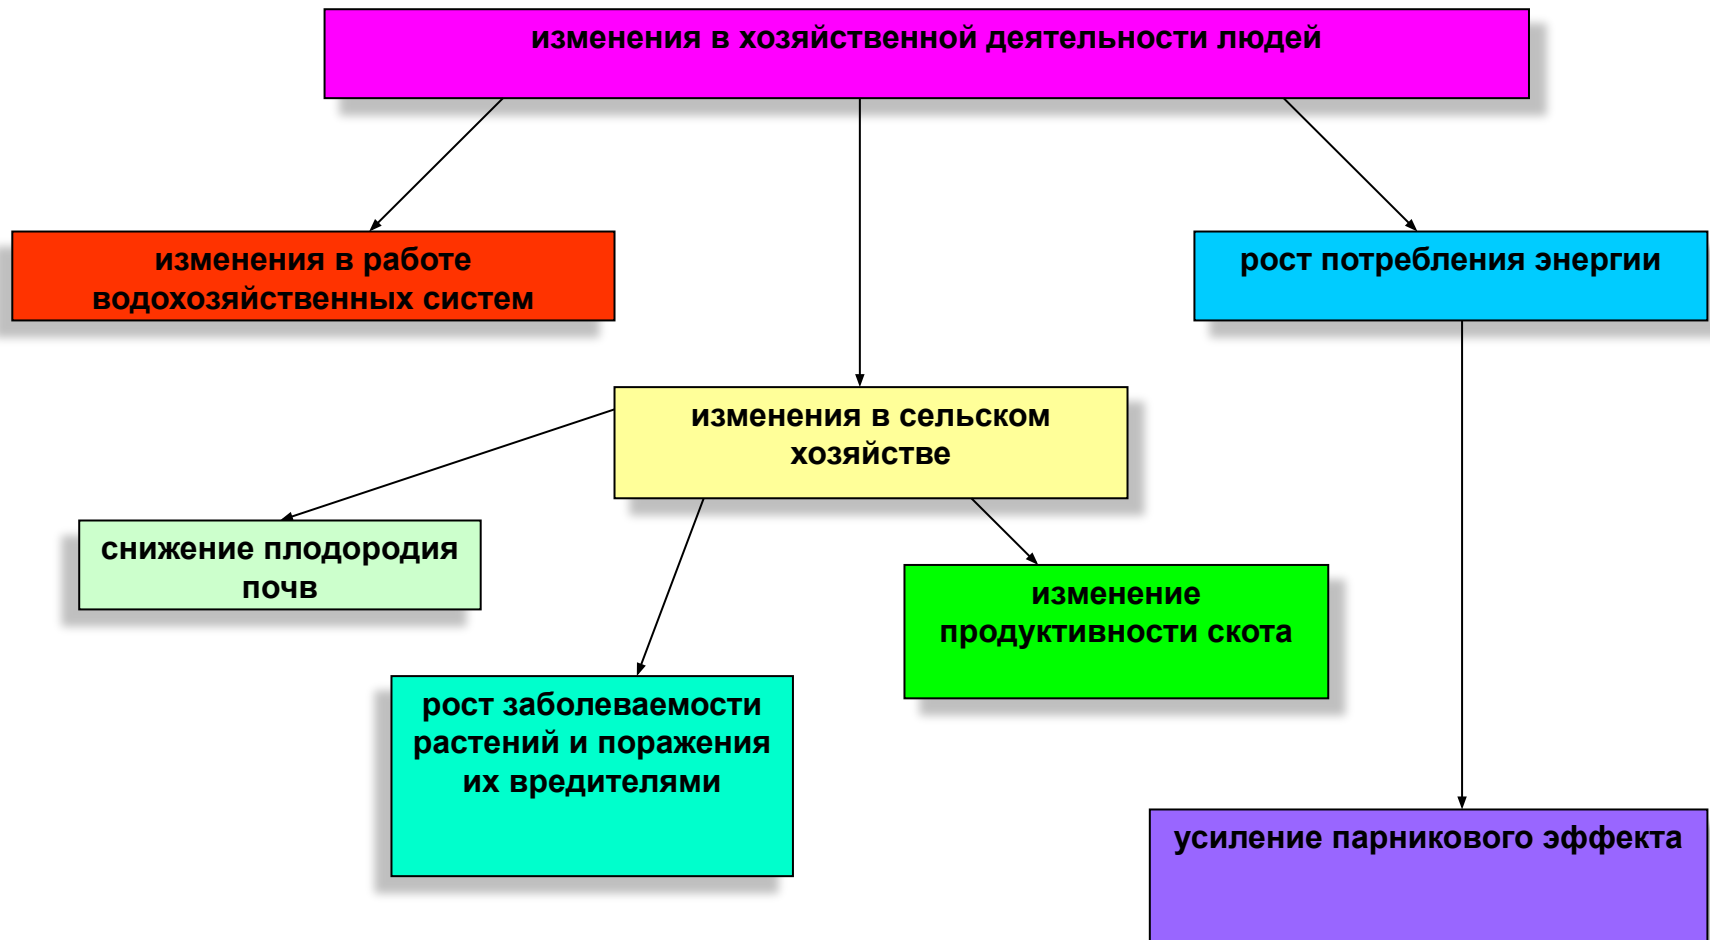 изменения в хозяйственной деятельности людей
изменения в работе
водохозяйственных систем
рост потребления энергии
изменения в сельском
хозяйстве
снижение плодородия
почв
изменение
продуктивности скота
рост заболеваемости
растений и поражения
их вредителями
усиление парникового эффекта